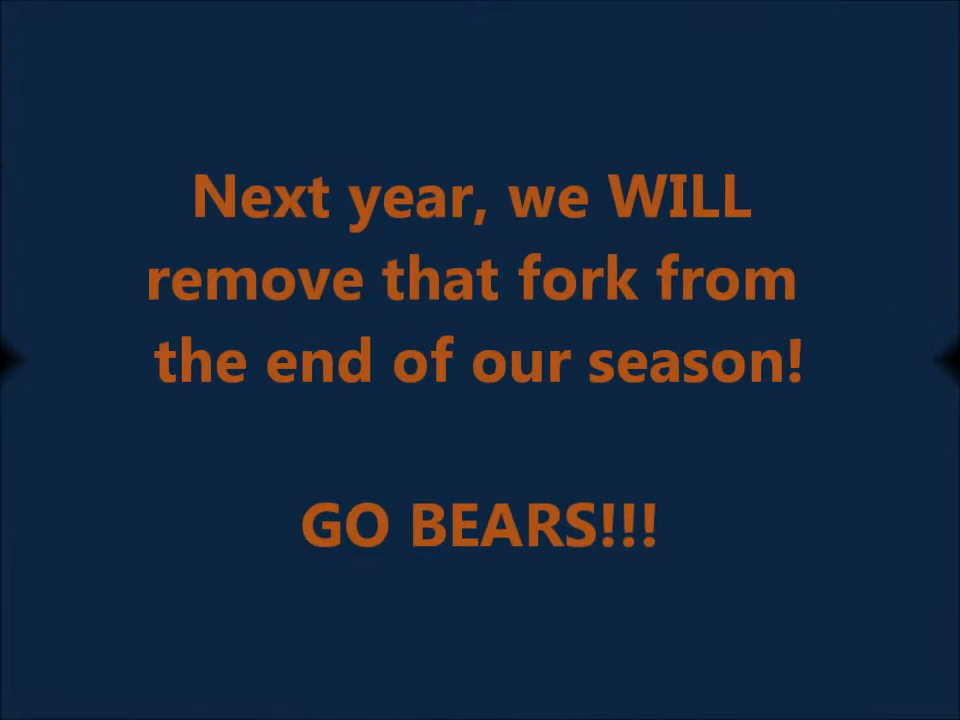 Next year, we WILL
remove that fork from
the end of our season!
GO BEARS!!!